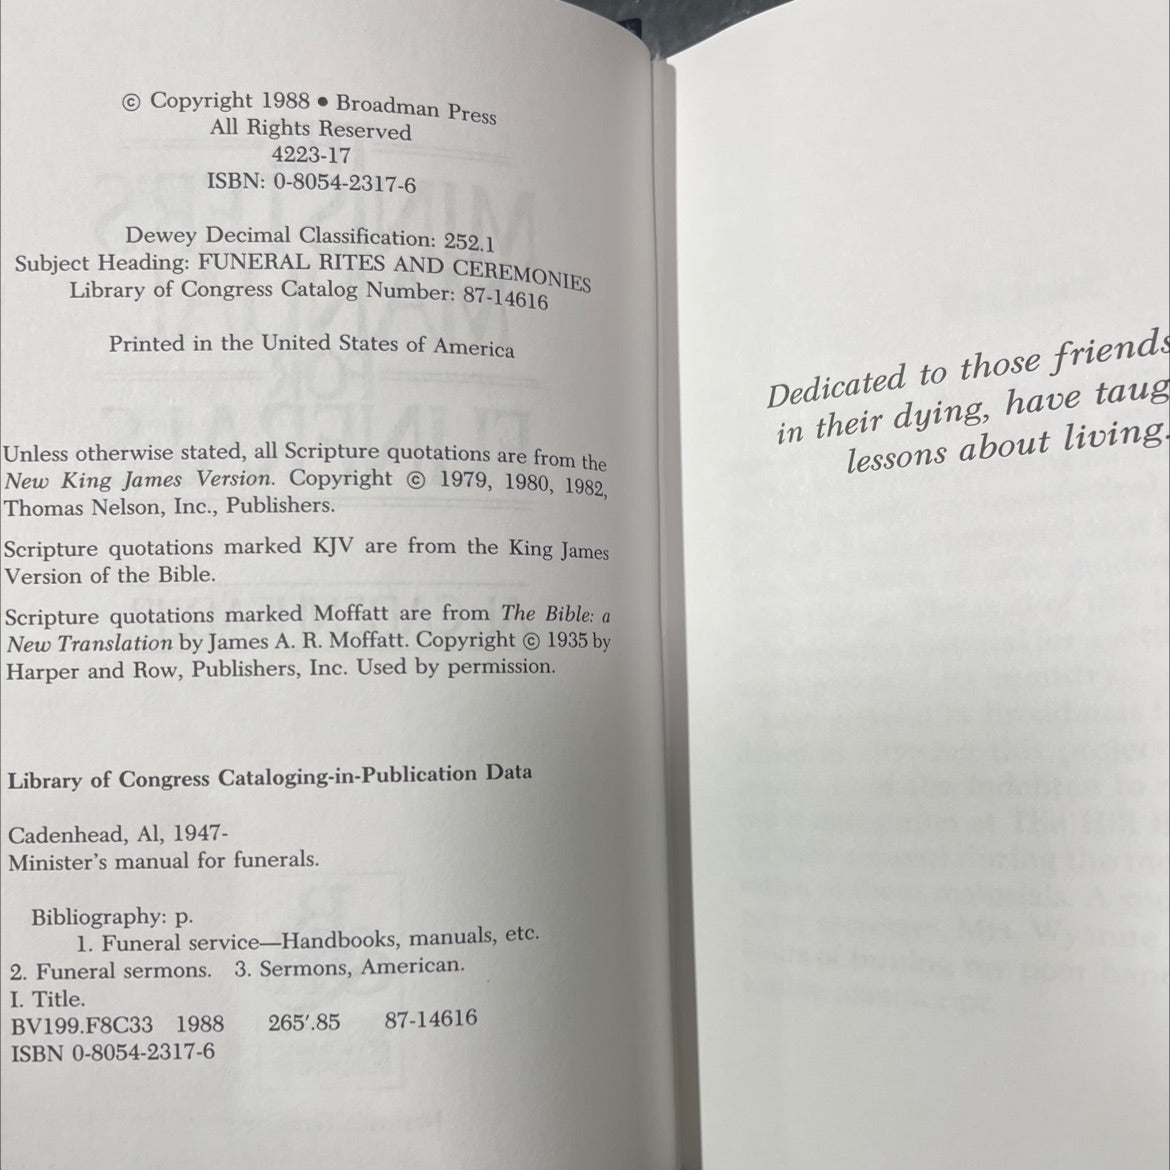 © Copyright 1988 • Broadman Press
All Rights Reserved
4223-17
ISBN: 0-8054-2317-6
Dewey Decimal Classification: 252.1
Subject Heading: FUNERAL RITES AND CEREMONIES
Library of Congress Catalog Number: 87-14616
Printed in the United States of America
Unless otherwise stated, all Scripture quotations are from the
New King James Version. Copyright © 1979, 1980, 1982,
Thomas Nelson, Inc., Publishers.
Scripture quotations marked KJV are from the King James
Version of the Bible.
Scripture quotations marked Moffatt are from The Bible: a
New Translation by James A. R. Moffatt. Copyright © 1935 by
Harper and Row, Publishers, Inc. Used by permission.
Library of Congress Cataloging-in-Publication Data
Cadenhead, Al, 1947-
Minister's manual for funerals.
Bibliography: p.
1. Funeral service—Handbooks, manuals, etc.
2. Funeral sermons. 3. Sermons, American.
I. Title.
BV199.F8C33 1988 265'.85 87-14616
ISBN 0-8054-2317-6
Dedicated to those friends
in their dying, have taug
lessons about living.